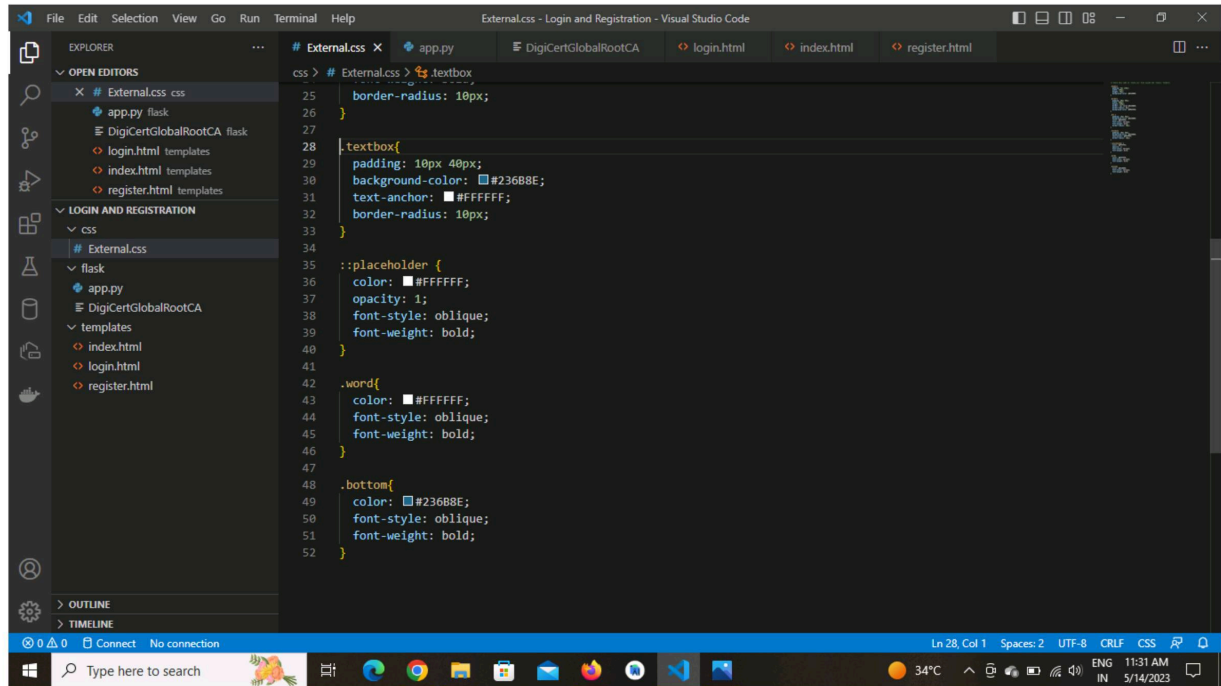 File Edit Selection View Go Run Terminal Help External.css - Login and Registration - Visual Studio Code
EXPLORER ...
# External.css X app.py DigiCertGlobalRootCA <> login.html <> index.html <> register.html ...
OPEN EDITORS
X # External.css css
app.py flask
DigiCertGlobalRootCA flask
<> login.html templates
<> index.html templates
<> register.html templates
LOGIN AND REGISTRATION
css
# External.css
flask
app.py
DigiCertGlobalRootCA
templates
<> index.html
<> login.html
<> register.html
OUTLINE
TIMELINE
css > # External.css > .textbox
25 border-radius: 10px;
26 }
27
28 .textbox{
29 padding: 10px 40px;
30 background-color: #236B8E;
31 text-anchor: #FFFFFF;
32 border-radius: 10px;
33 }
34
35 ::placeholder {
36 color: #FFFFFF;
37 opacity: 1;
38 font-style: oblique;
39 font-weight: bold;
40 }
41
42 .word{
43 color: #FFFFFF;
44 font-style: oblique;
45 font-weight: bold;
46 }
47
48 .bottom{
49 color: #236B8E;
50 font-style: oblique;
51 font-weight: bold;
52 }
0 0 Connect No connection Ln 28, Col 1 Spaces: 2 UTF-8 CRLF CSS
Type here to search 34°C ENG 11:31 AM
IN 5/14/2023